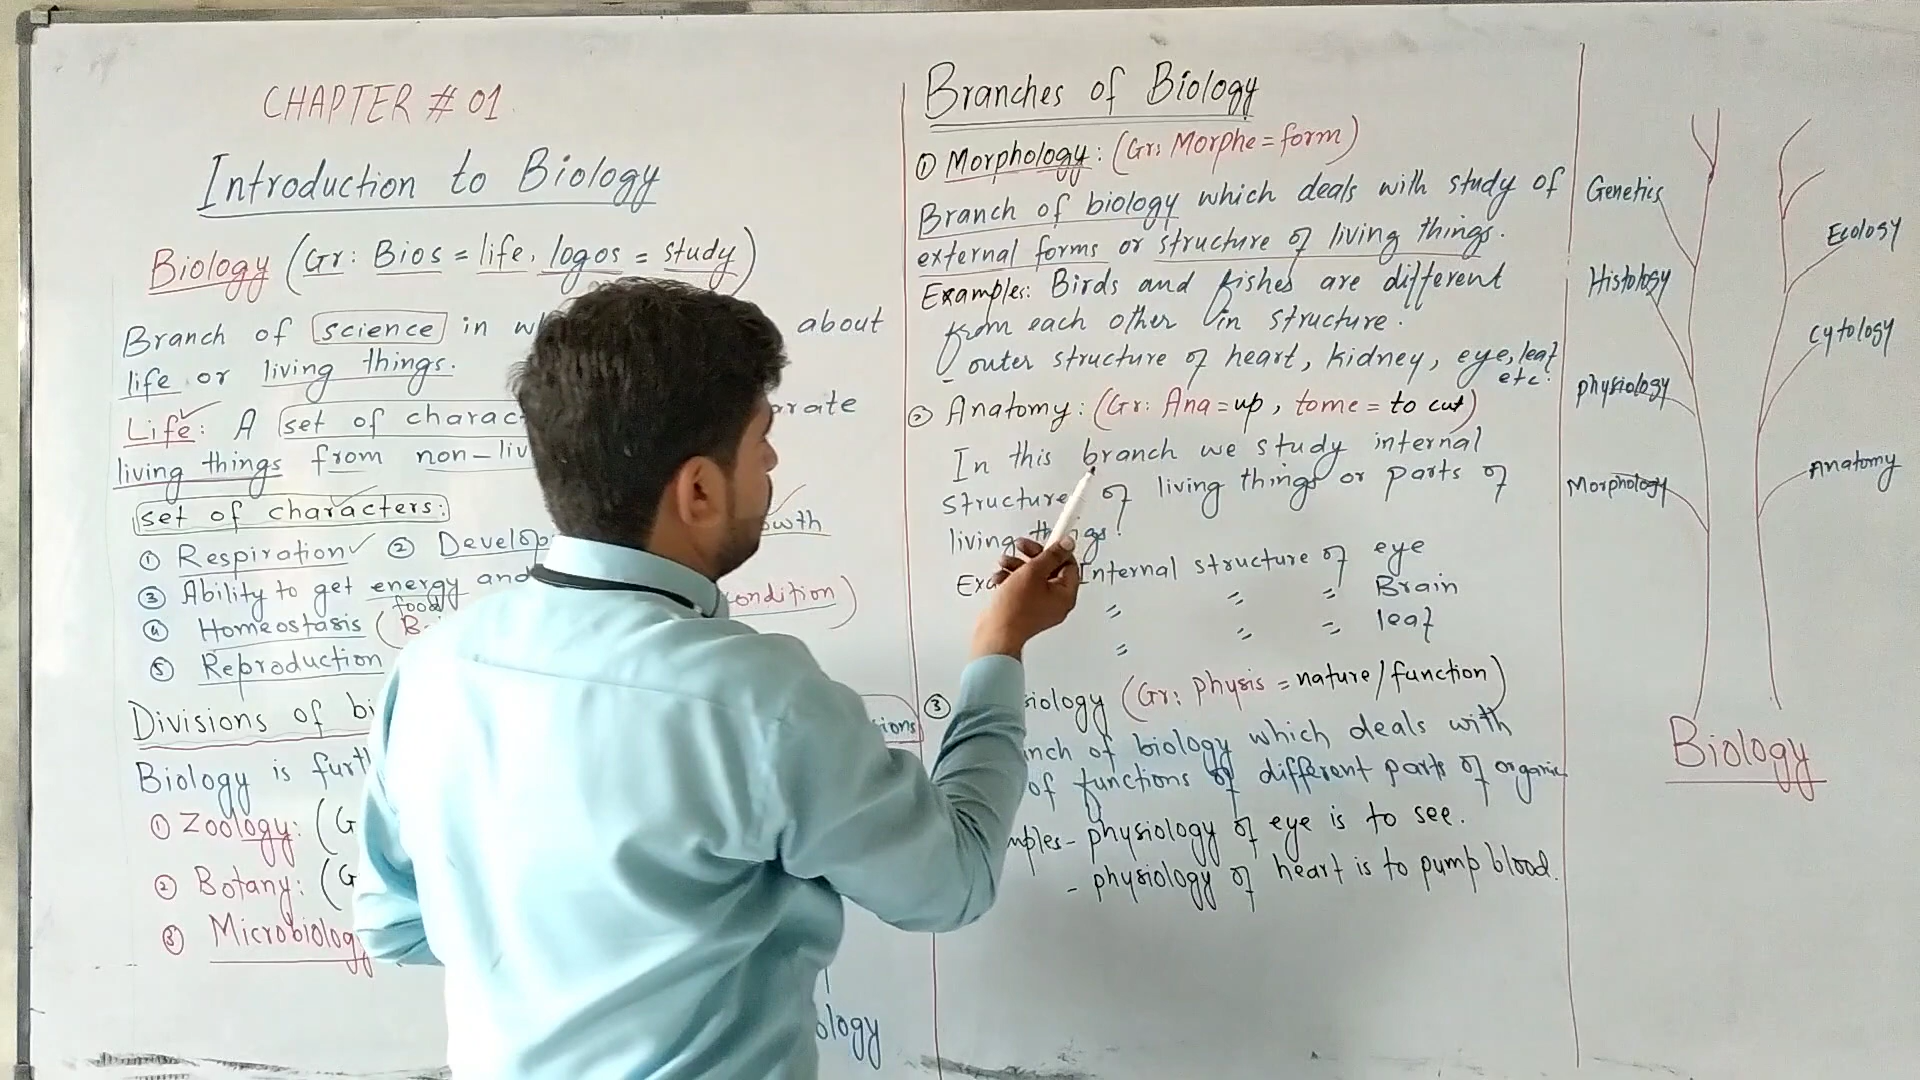 CHAPTER # 01
Introduction to Biology
Biology (Gr: Bios = life, logos = study)
Branch of science in about
life or living things.
Life: A set of arate
living things from non-
set of characters:
① Respiration ②
③ Ability to get energy and
food
④ Homeostasis ( condition)
⑤ Reproduction
Divisions of
Biology is
① Zoology: (
② Botany: (
③ Microbiology
ology
Branches of Biology
① Morphology: (Gr: Morphe = form)
Branch of biology which deals with study of
external forms or structure of living things.
Examples: Birds and fishes are different
from each other in structure.
- outer structure of heart, kidney, eye, leaf
etc.
② Anatomy: (Gr: Ana = up, tome = to cut)
In this branch we study internal
structure of living things or parts of
living things.
Internal structure of eye
〃 〃 〃 Brain
〃 〃 〃 leaf
③ iology (Gr: physis = nature/function)
nch of biology which deals with
of functions of different parts of
mples - physiology of eye is to see.
- physiology of heart is to pump blood.
Genetics
Histology
physiology
Morphology
Ecology
cytology
Anatomy
Biology